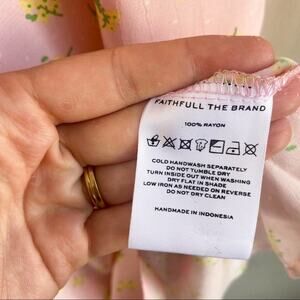 FAITHFULL THE BRAND
100% RAYON
COLD HANDWASH SEPARATELY
DO NOT TUMBLE DRY
TURN INSIDE OUT WHEN WASHING
DRY FLAT IN SHADE
LOW IRON AS NEEDED ON REVERSE
DO NOT DRY CLEAN
HANDMADE IN INDONESIA